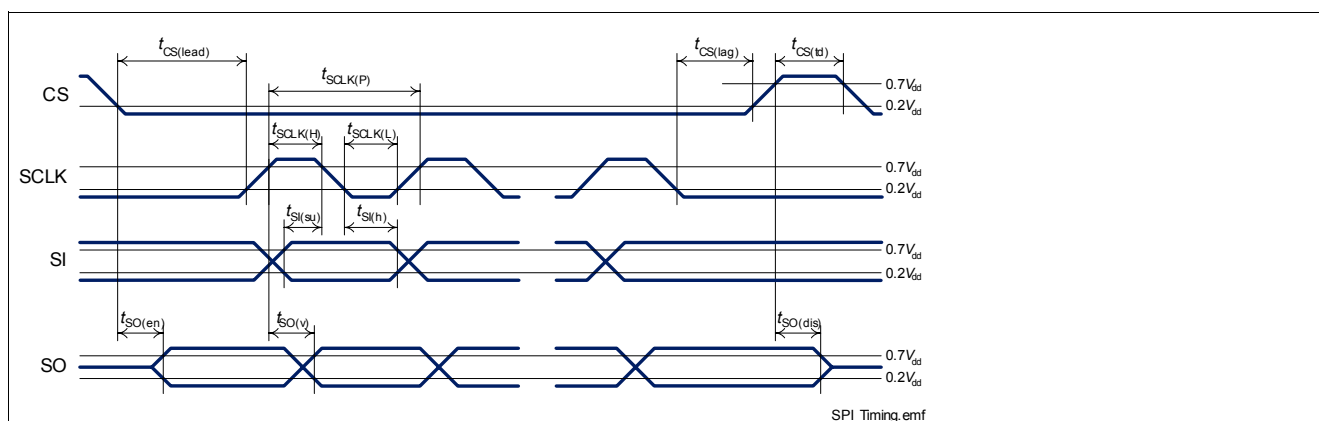 tCS(lead)
tCS(lag)
tCS(td)
tSCLK(P)
CS
0.7Vdd
0.2Vdd
tSCLK(H)
tSCLK(L)
SCLK
0.7Vdd
0.2Vdd
tSI(su)
tSI(h)
SI
0.7Vdd
0.2Vdd
tSO(en)
tSO(v)
tSO(dis)
SO
0.7Vdd
0.2Vdd
SPI Timing.emf